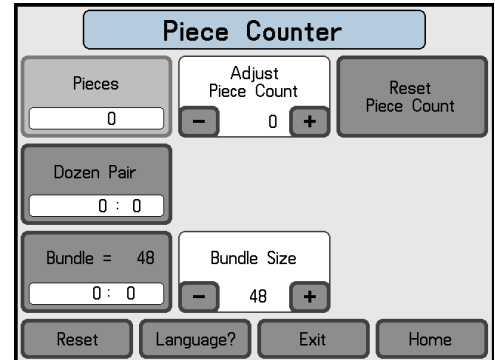 Piece Counter
Pieces
0
Adjust
Piece Count
− 0 +
Reset
Piece Count
Dozen Pair
0 : 0
Bundle = 48
0 : 0
Bundle Size
− 48 +
Reset
Language?
Exit
Home